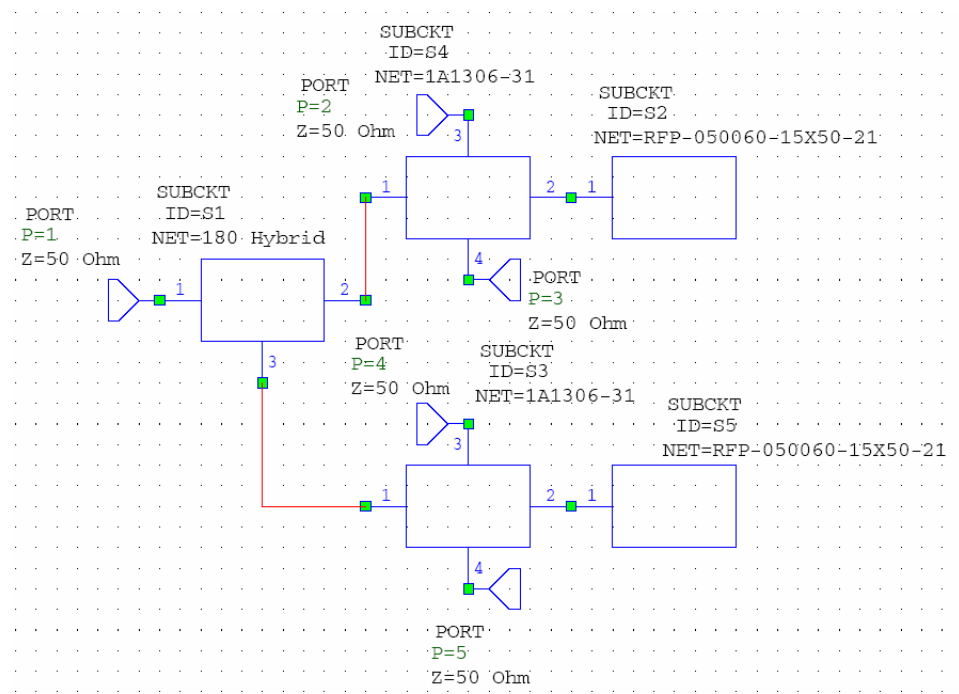 SUBCKT
ID=S4
NET=1A1306-31
PORT
P=2
Z=50 Ohm
3
SUBCKT
ID=S2
NET=RFP-050060-15X50-21
1
2
1
4
PORT
P=3
Z=50 Ohm
SUBCKT
ID=S1
NET=180 Hybrid
PORT
P=1
Z=50 Ohm
1
2
3
PORT
P=4
Z=50 Ohm
SUBCKT
ID=S3
NET=1A1306-31
3
SUBCKT
ID=S5
NET=RFP-050060-15X50-21
1
2
1
4
PORT
P=5
Z=50 Ohm